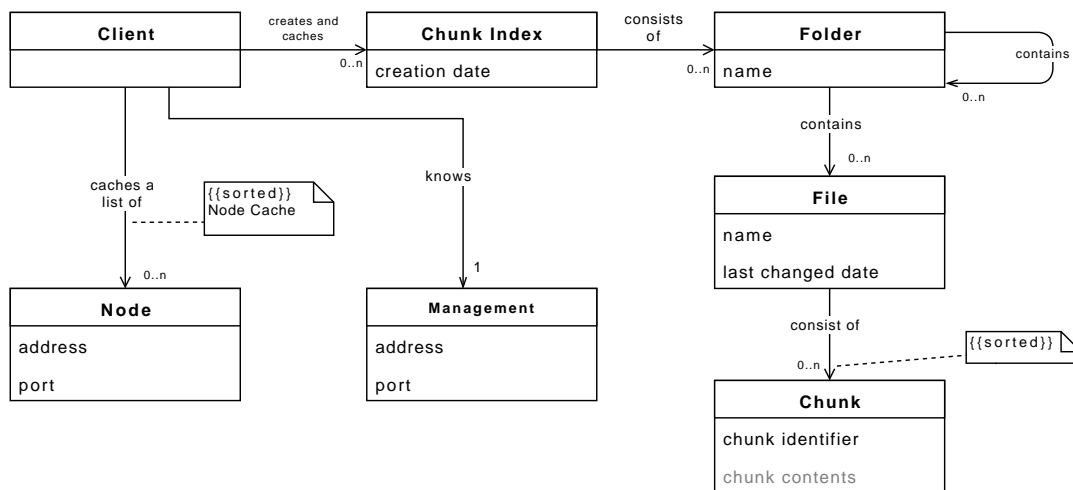 Client
creates and
caches
0..n
Chunk Index
creation date
consists
of
0..n
Folder
name
contains
0..n
contains
0..n
caches a
list of
{{sorted}}
Node Cache
knows
File
name
last changed date
0..n
1
Node
address
port
Management
address
port
consist of
{{sorted}}
0..n
Chunk
chunk identifier
chunk contents